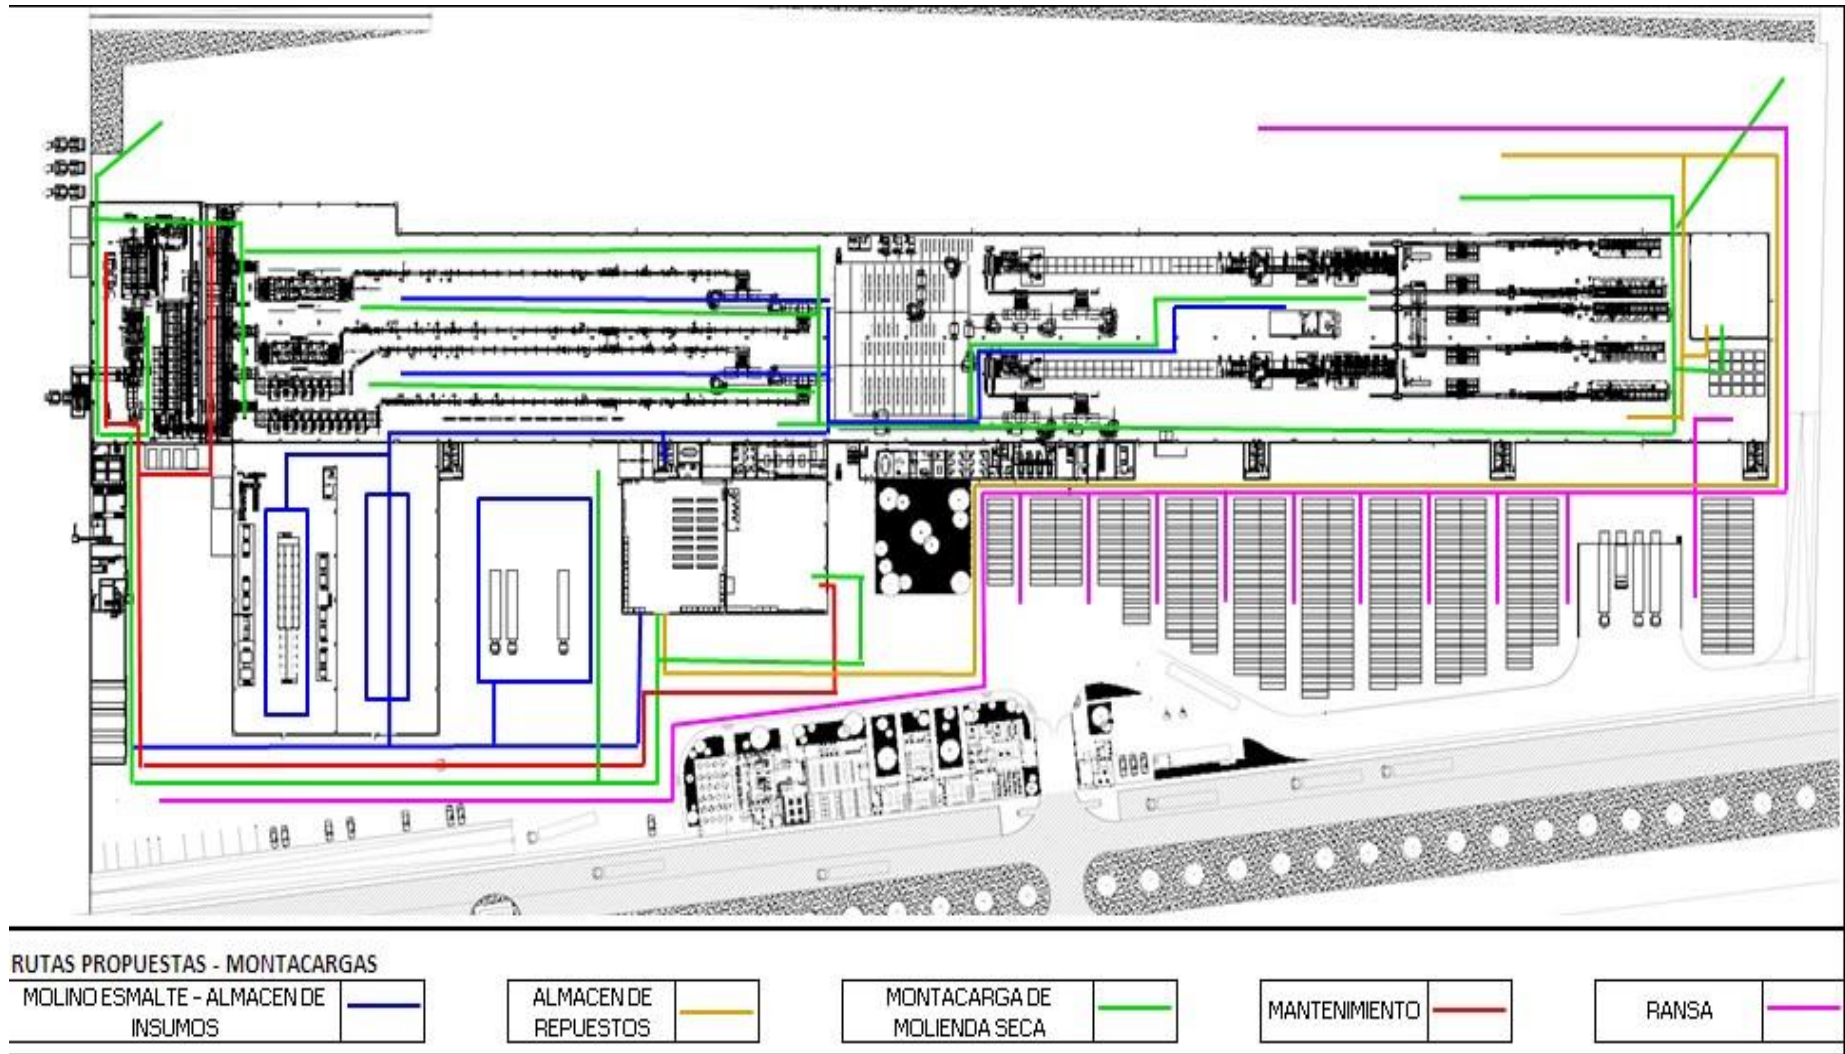 RUTAS PROPUESTAS - MONTACARGAS
MOLINO ESMALTE - ALMACEN DE
INSUMOS
ALMACEN DE
REPUESTOS
MONTACARGA DE
MOLIENDA SECA
MANTENIMIENTO
RANSA